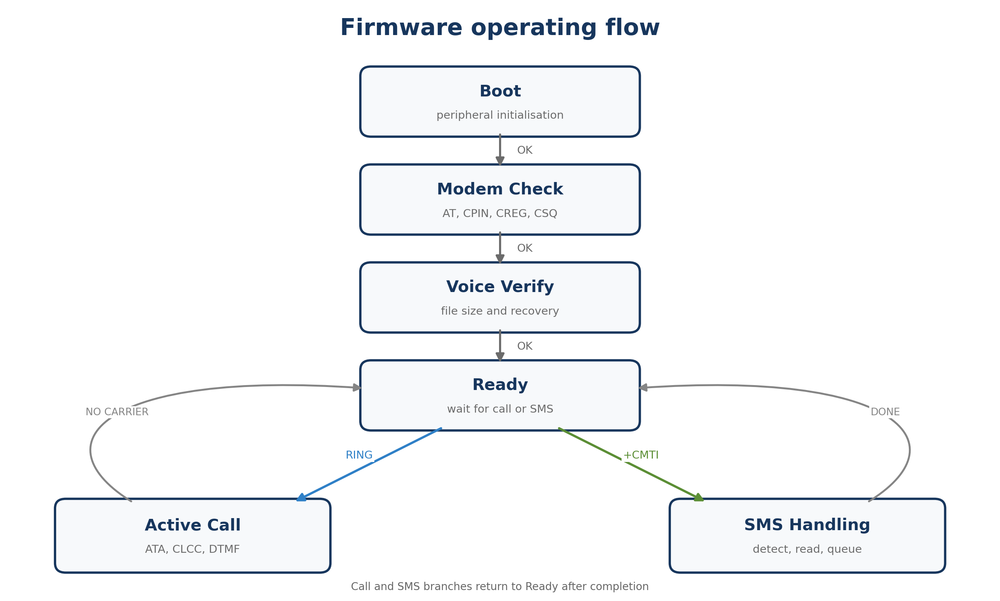 Firmware operating flow
Boot
peripheral initialisation
OK
Modem Check
AT, CPIN, CREG, CSQ
OK
Voice Verify
file size and recovery
OK
Ready
wait for call or SMS
NO CARRIER
DONE
RING
+CMTI
Active Call
ATA, CLCC, DTMF
SMS Handling
detect, read, queue
Call and SMS branches return to Ready after completion